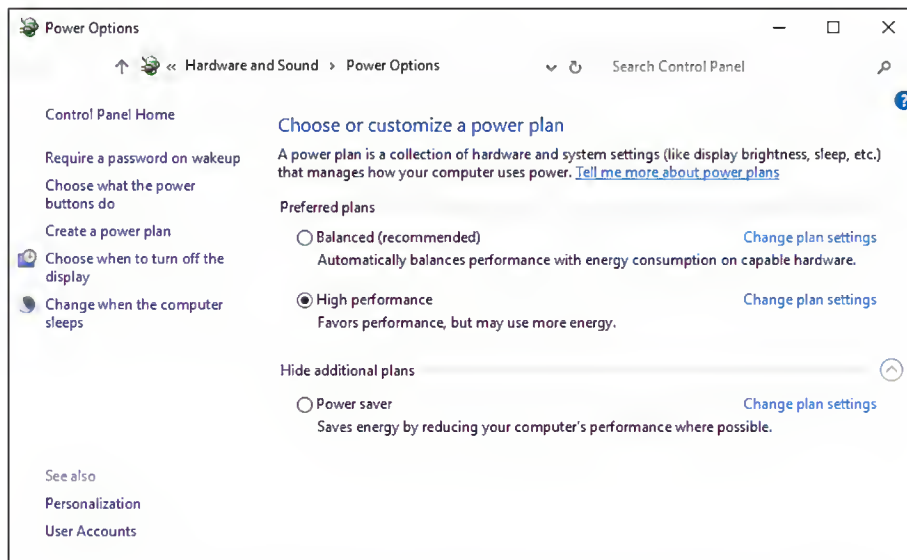 Power Options
« Hardware and Sound › Power Options
Search Control Panel
Control Panel Home
Require a password on wakeup
Choose what the power
buttons do
Create a power plan
Choose when to turn off the
display
Change when the computer
sleeps
See also
Personalization
User Accounts
?
Choose or customize a power plan
A power plan is a collection of hardware and system settings (like display brightness, sleep, etc.)
that manages how your computer uses power. Tell me more about power plans
Preferred plans
Balanced (recommended)
Change plan settings
Automatically balances performance with energy consumption on capable hardware.
High performance
Change plan settings
Favors performance, but may use more energy.
Hide additional plans
Power saver
Change plan settings
Saves energy by reducing your computer's performance where possible.